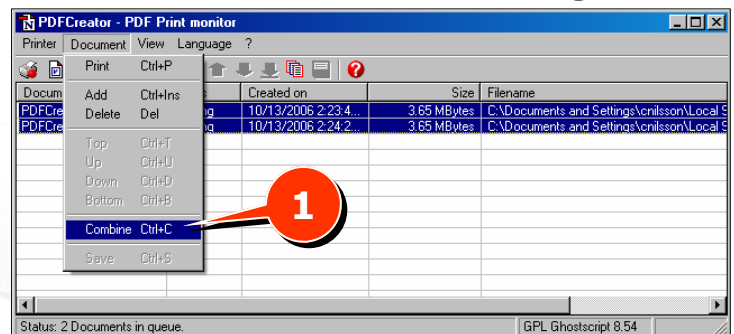 PDFCreator - PDF Print monitor
Printer Document View Language ?
Print Ctrl+P
Docum Created on Size Filename
Add Ctrl+Ins
PDFCre 10/13/2006 2:23:4... 3.65 MBytes C:\Documents and Settings\cnilsson\Local S
Delete Del
PDFCre 10/13/2006 2:24:2... 3.65 MBytes C:\Documents and Settings\cnilsson\Local S
Top Ctrl+T
Up Ctrl+U
Down Ctrl+D
Bottom Ctrl+B
1
Combine Ctrl+C
Save Ctrl+S
Status: 2 Documents in queue. GPL Ghostscript 8.54